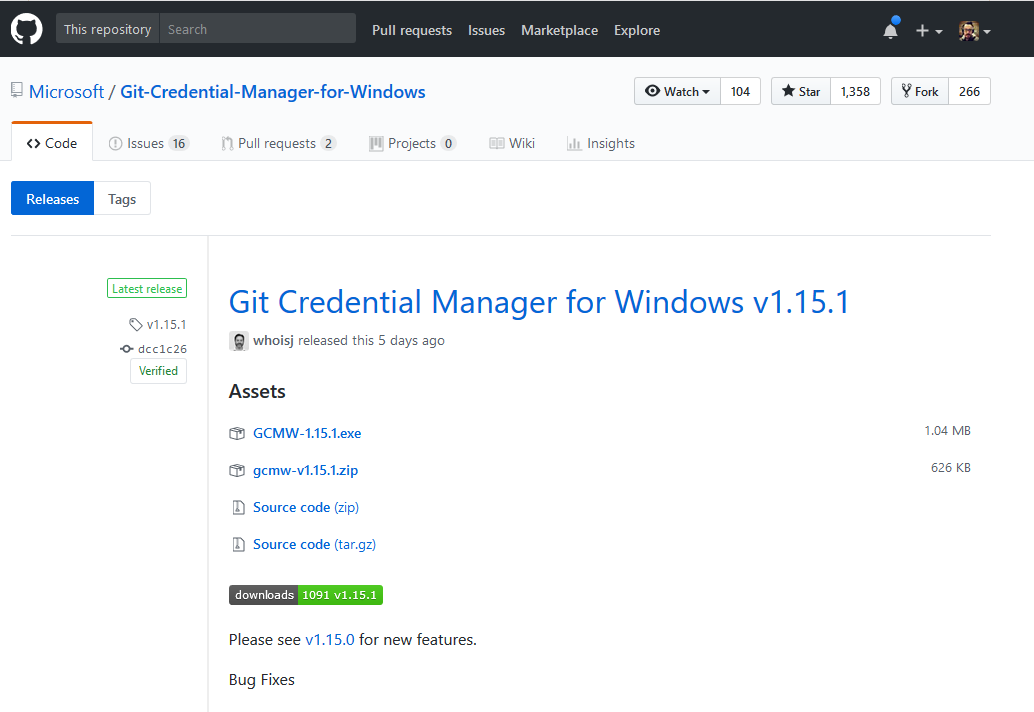 This repository Search Pull requests Issues Marketplace Explore
Microsoft / Git-Credential-Manager-for-Windows Watch 104 Star 1,358 Fork 266
Code Issues 16 Pull requests 2 Projects 0 Wiki Insights
Releases Tags
Latest release
v1.15.1
dcc1c26
Verified
Git Credential Manager for Windows v1.15.1
whoisj released this 5 days ago
Assets
GCMW-1.15.1.exe 1.04 MB
gcmw-v1.15.1.zip 626 KB
Source code (zip)
Source code (tar.gz)
downloads 1091 v1.15.1
Please see v1.15.0 for new features.
Bug Fixes